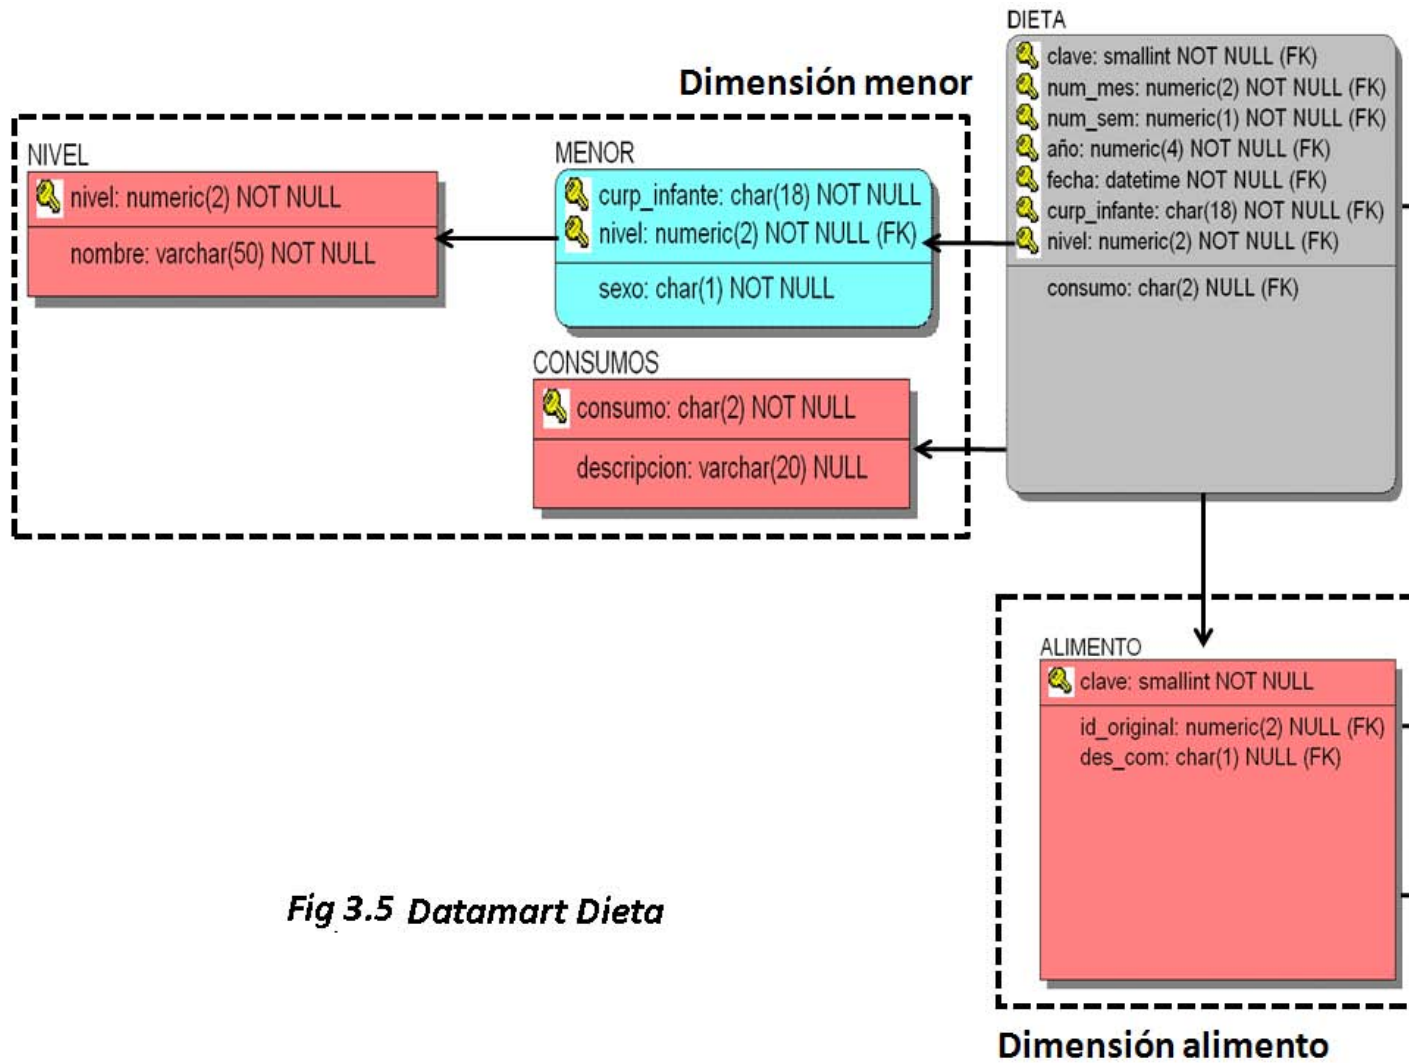 DIETA
clave: smallint NOT NULL (FK)
num_mes: numeric(2) NOT NULL (FK)
num_sem: numeric(1) NOT NULL (FK)
año: numeric(4) NOT NULL (FK)
fecha: datetime NOT NULL (FK)
curp_infante: char(18) NOT NULL (FK)
nivel: numeric(2) NOT NULL (FK)
consumo: char(2) NULL (FK)
Dimensión menor
NIVEL
nivel: numeric(2) NOT NULL
nombre: varchar(50) NOT NULL
MENOR
curp_infante: char(18) NOT NULL
nivel: numeric(2) NOT NULL (FK)
sexo: char(1) NOT NULL
CONSUMOS
consumo: char(2) NOT NULL
descripcion: varchar(20) NULL
ALIMENTO
clave: smallint NOT NULL
id_original: numeric(2) NULL (FK)
des_com: char(1) NULL (FK)
Dimensión alimento
Fig 3.5 Datamart Dieta